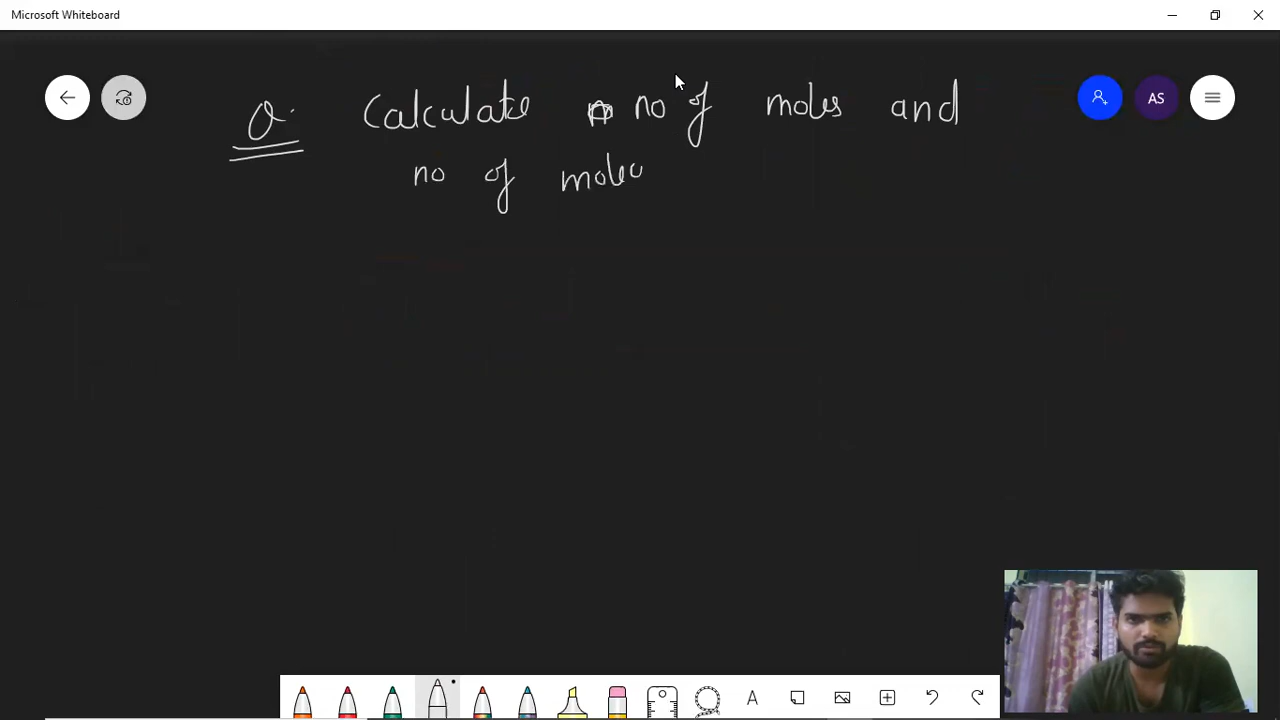 Microsoft Whiteboard
Q. Calculate no of moles and
no of molec
AS
A